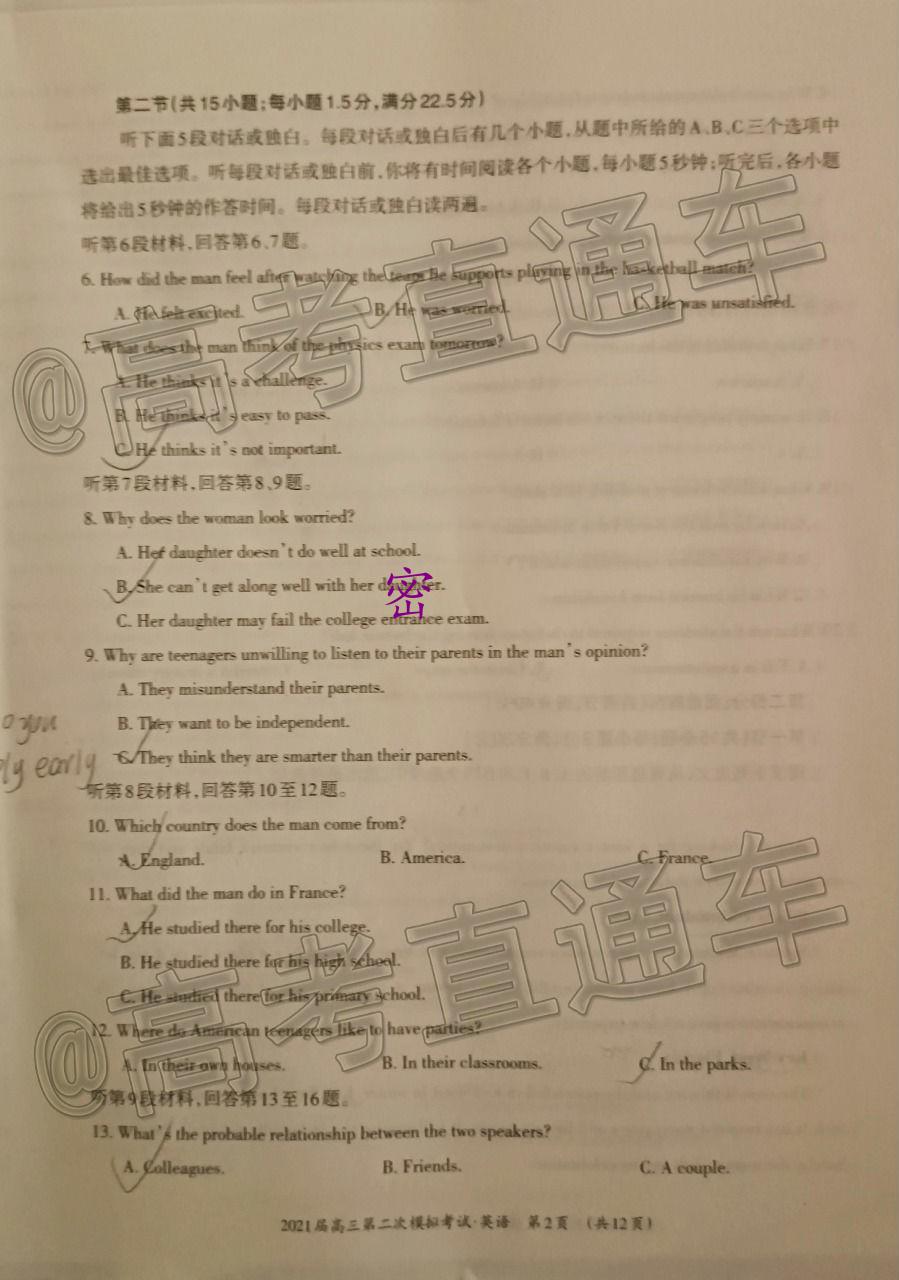 第二节(共15小题;每小题1.5分,满分22.5分)
听下面5段对话或独白。每段对话或独白后有几个小题,从题中所给的A、B、C三个选项中
选出最佳选项。听每段对话或独白前,你将有时间阅读各个小题,每小题5秒钟;听完后,各小题
将给出5秒钟的作答时间。每段对话或独白读两遍。
听第6段材料,回答第6、7题。
6. How did the man feel after watching the team he supports playing in the basketball match?
A. He felt excited. B. He was worried. C. He was unsatisfied.
7. What does the man think of the physics exam tomorrow?
A. He thinks it's a challenge.
B. He thinks it's easy to pass.
C. He thinks it's not important.
听第7段材料,回答第8、9题。
8. Why does the woman look worried?
A. Her daughter doesn't do well at school.
B. She can't get along well with her daughter.
密
C. Her daughter may fail the college entrance exam.
9. Why are teenagers unwilling to listen to their parents in the man's opinion?
A. They misunderstand their parents.
B. They want to be independent.
C. They think they are smarter than their parents.
early
听第8段材料,回答第10至12题。
10. Which country does the man come from?
A. England. B. America. C. France.
11. What did the man do in France?
A. He studied there for his college.
B. He studied there for his high school.
C. He studied there for his primary school.
12. Where do American teenagers like to have parties?
A. In their own houses. B. In their classrooms. C. In the parks.
听第9段材料,回答第13至16题。
13. What's the probable relationship between the two speakers?
A. Colleagues. B. Friends. C. A couple.
2021届高三第二次模拟考试·英语 第2页 (共12页)
@高考直通车
@高考直通车